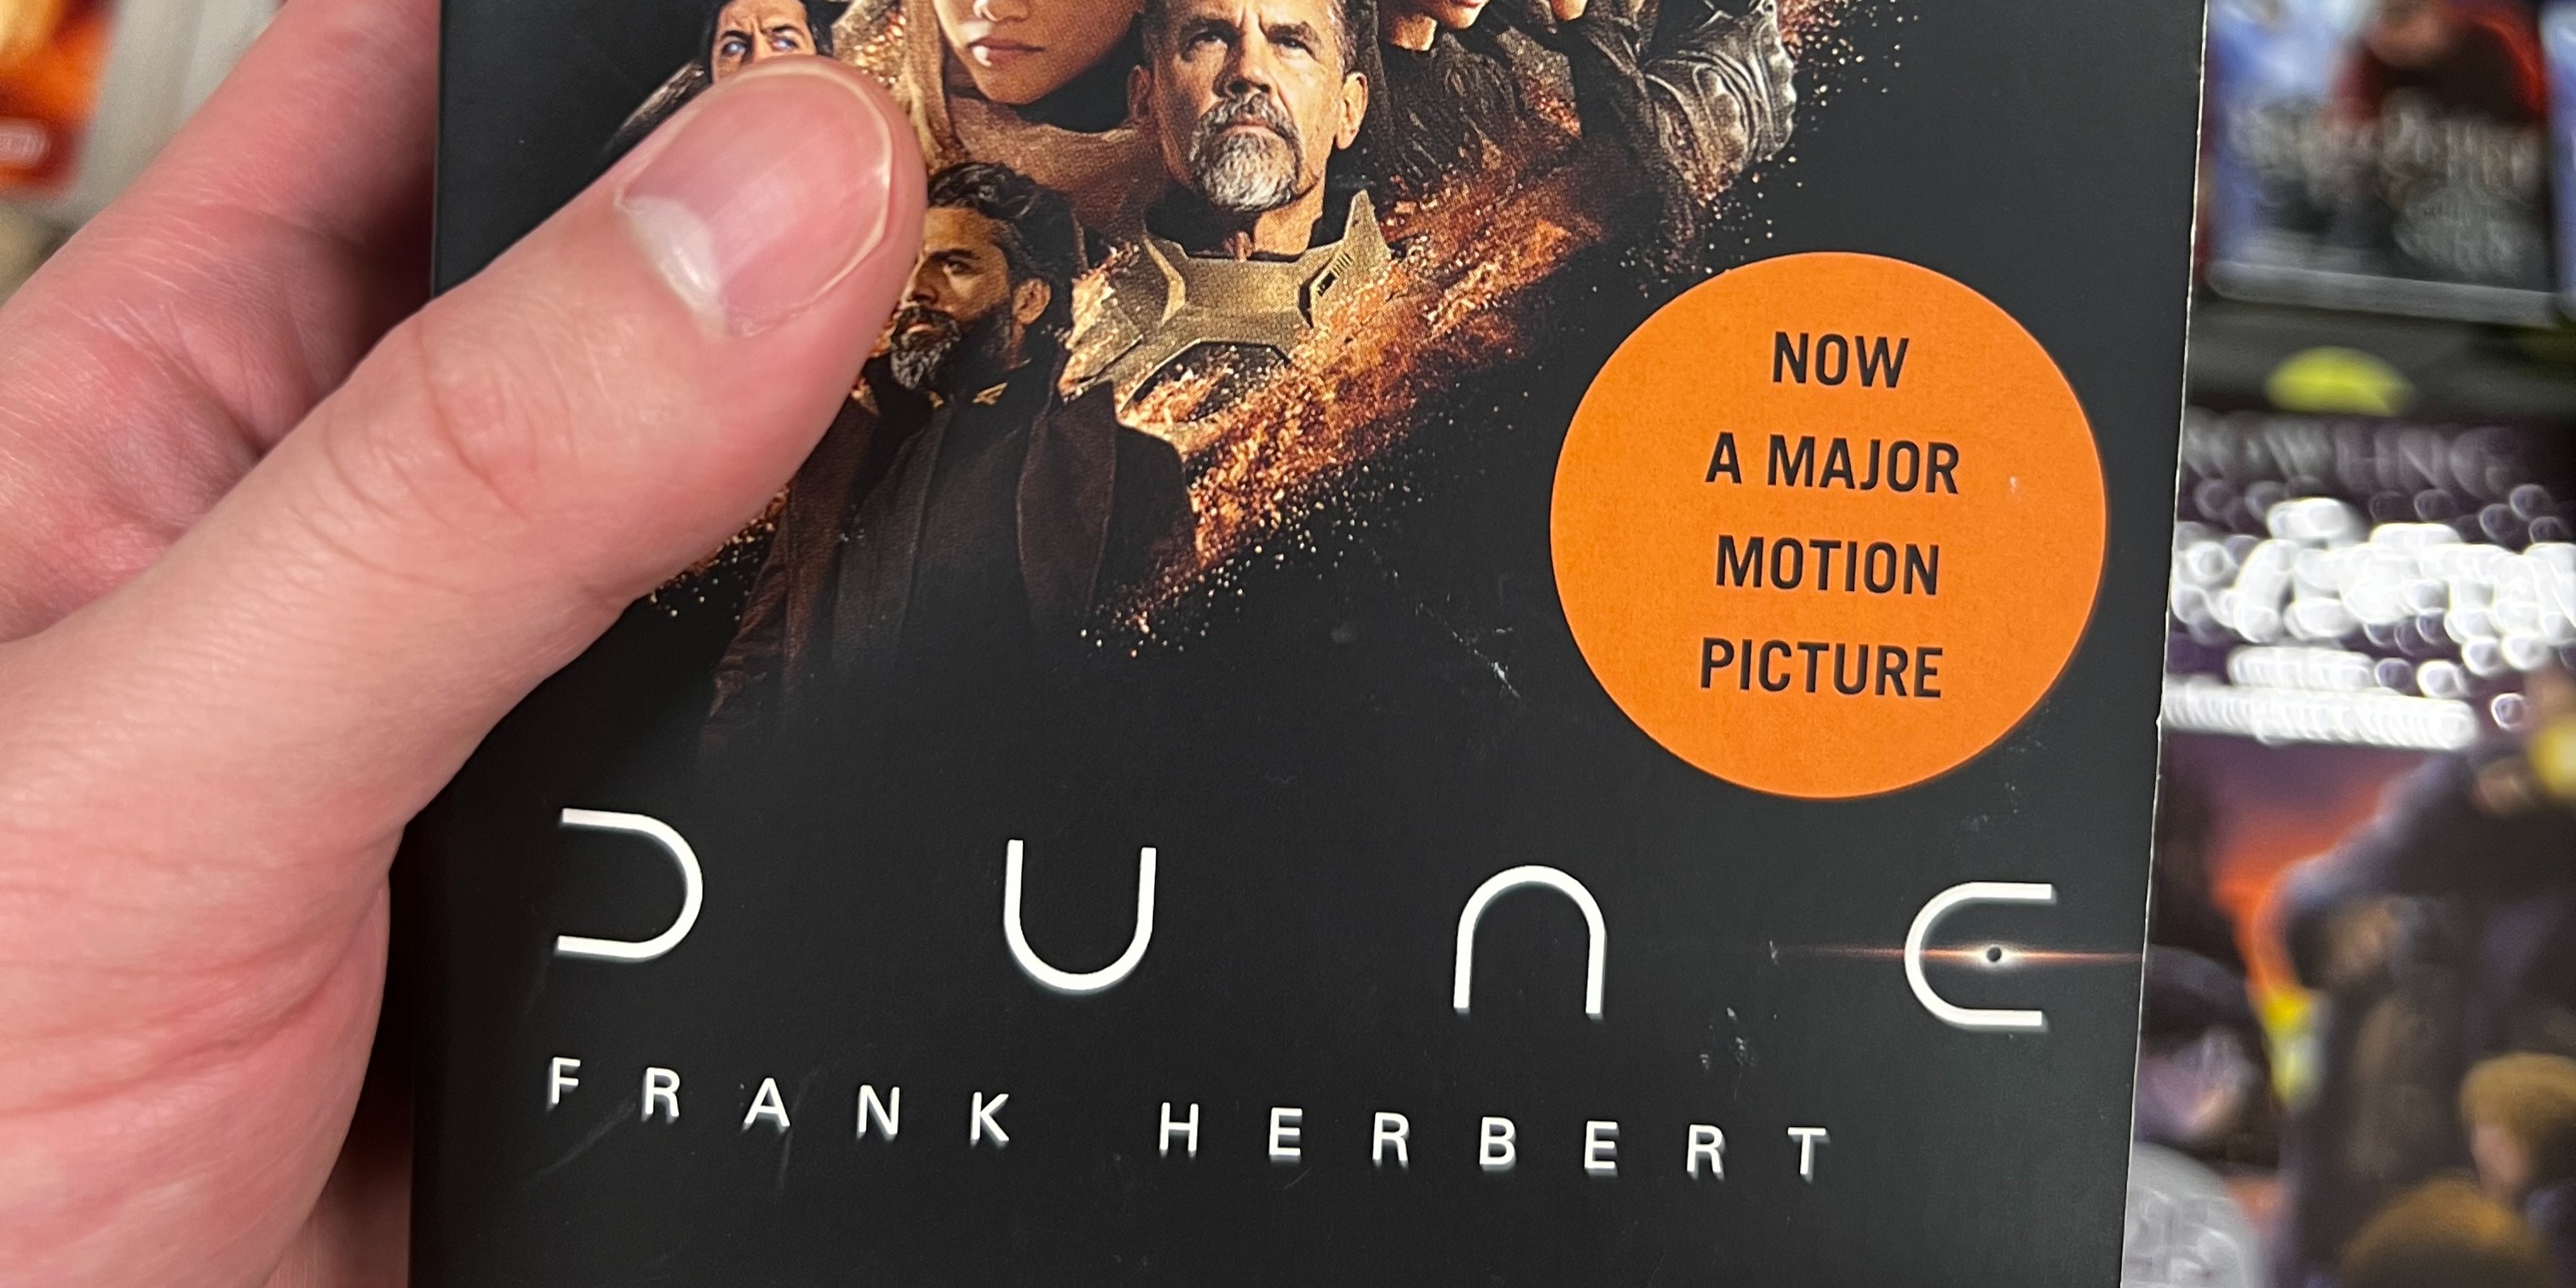 NOW
A MAJOR
MOTION
PICTURE
DUNE
FRANK HERBERT